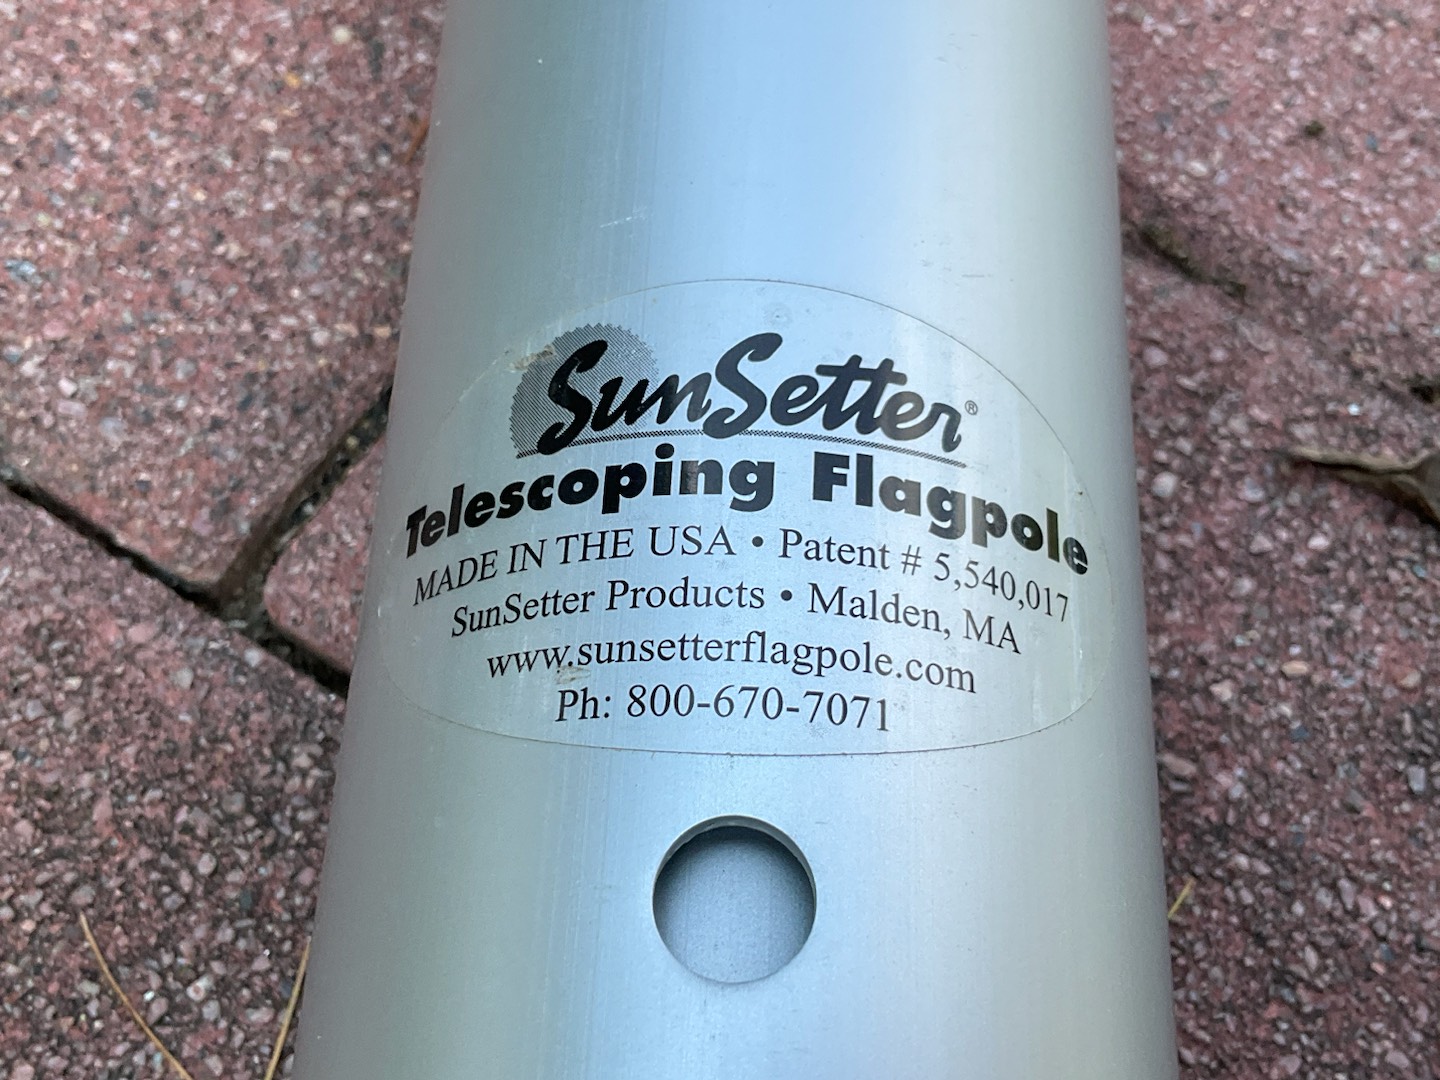 SunSetter®
Telescoping Flagpole
MADE IN THE USA • Patent # 5,540,017
SunSetter Products • Malden, MA
www.sunsetterflagpole.com
Ph: 800-670-7071